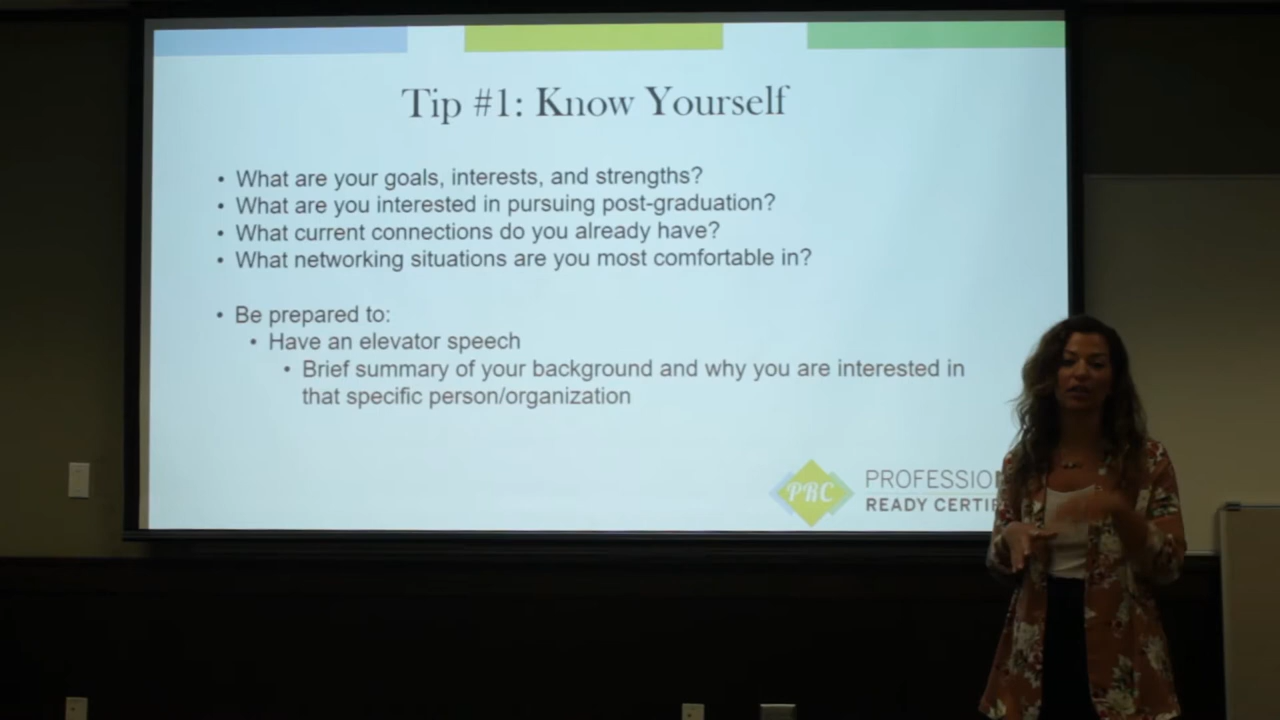 Tip #1: Know Yourself
• What are your goals, interests, and strengths?
• What are you interested in pursuing post-graduation?
• What current connections do you already have?
• What networking situations are you most comfortable in?
• Be prepared to:
• Have an elevator speech
• Brief summary of your background and why you are interested in
that specific person/organization
PRC
PROFESSIO
READY CERTIF